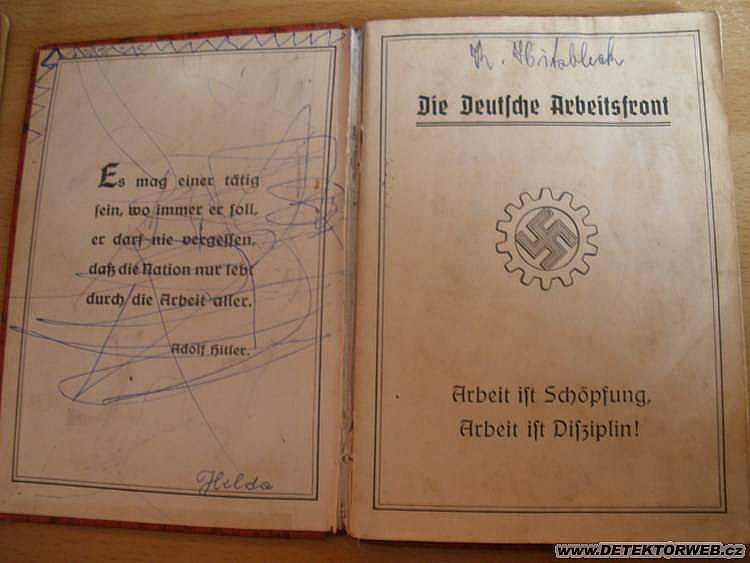 Es mag einer tätig
sein, wo immer er soll,
er darf nie vergessen,
daß die Nation nur lebt
durch die Arbeit aller.
Adolf Hitler.
Helda
Die Deutsche Arbeitsfront
Arbeit ist Schöpfung,
Arbeit ist Disziplin!
www.DETEKTORWEB.cz